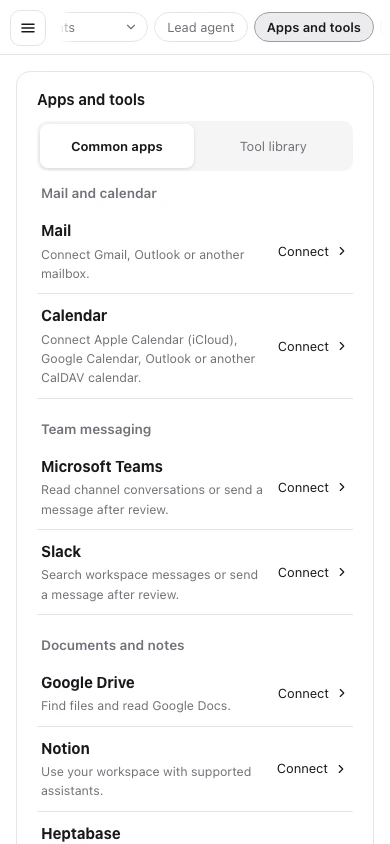 ts
Lead agent
Apps and tools
Apps and tools
Common apps
Tool library
Mail and calendar
Mail
Connect Gmail, Outlook or another
mailbox.
Connect
Calendar
Connect Apple Calendar (iCloud),
Google Calendar, Outlook or another
CalDAV calendar.
Connect
Team messaging
Microsoft Teams
Read channel conversations or send a
message after review.
Connect
Slack
Search workspace messages or send
a message after review.
Connect
Documents and notes
Google Drive
Find files and read Google Docs.
Connect
Notion
Use your workspace with supported
assistants.
Connect
Heptabase